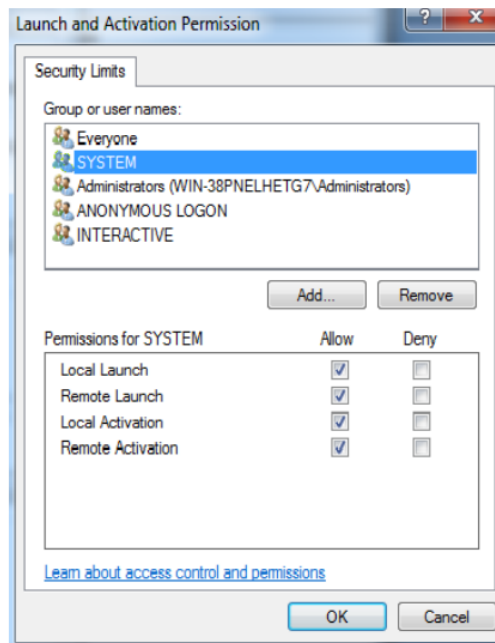 Launch and Activation Permission
Security Limits
Group or user names:
Everyone
SYSTEM
Administrators (WIN-38PNELHETG7\Administrators)
ANONYMOUS LOGON
INTERACTIVE
Add... Remove
Permissions for SYSTEM Allow Deny
Local Launch
Remote Launch
Local Activation
Remote Activation
Learn about access control and permissions
OK Cancel